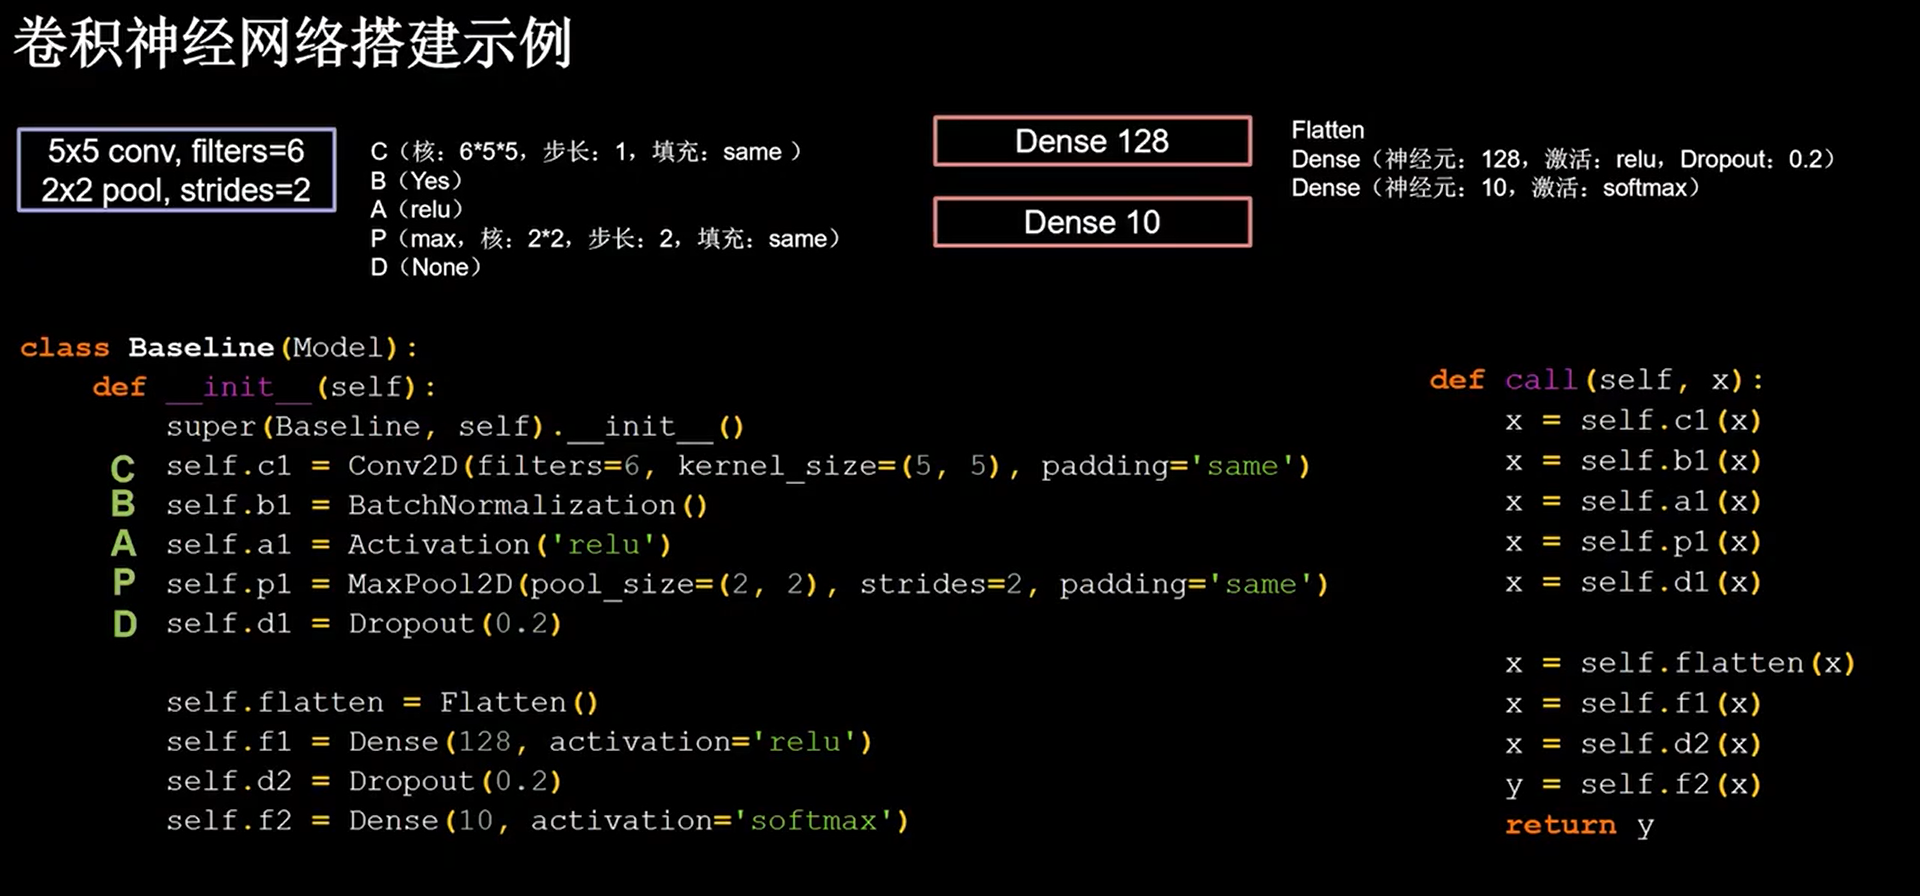 卷积神经网络搭建示例
5x5 conv, filters=6
2x2 pool, strides=2
C（核：6*5*5，步长：1，填充：same ）
B（Yes）
A（relu）
P（max，核：2*2，步长：2，填充：same）
D（None）
Dense 128
Dense 10
Flatten
Dense（神经元：128，激活：relu，Dropout：0.2）
Dense（神经元：10，激活：softmax）
class Baseline(Model):
def __init__(self):
super(Baseline, self).__init__()
C self.c1 = Conv2D(filters=6, kernel_size=(5, 5), padding='same')
B self.b1 = BatchNormalization()
A self.a1 = Activation('relu')
P self.p1 = MaxPool2D(pool_size=(2, 2), strides=2, padding='same')
D self.d1 = Dropout(0.2)
self.flatten = Flatten()
self.f1 = Dense(128, activation='relu')
self.d2 = Dropout(0.2)
self.f2 = Dense(10, activation='softmax')
def call(self, x):
x = self.c1(x)
x = self.b1(x)
x = self.a1(x)
x = self.p1(x)
x = self.d1(x)
x = self.flatten(x)
x = self.f1(x)
x = self.d2(x)
y = self.f2(x)
return y